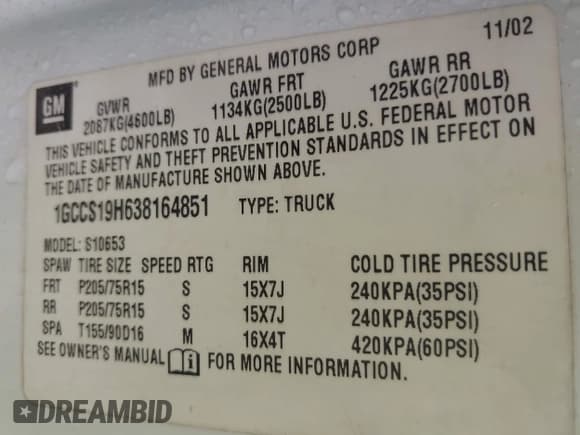 11/02
MFD BY GENERAL MOTORS CORP
GM
GVWR GAWR FRT GAWR RR
2087KG(4600LB) 1134KG(2500LB) 1225KG(2700LB)
THIS VEHICLE CONFORMS TO ALL APPLICABLE U.S. FEDERAL MOTOR
VEHICLE SAFETY AND THEFT PREVENTION STANDARDS IN EFFECT ON
THE DATE OF MANUFACTURE SHOWN ABOVE.
1GCCS19H638164851 TYPE: TRUCK
MODEL: S10653
SPAW TIRE SIZE SPEED RTG RIM COLD TIRE PRESSURE
FRT P205/75R15 S 15X7J 240KPA(35PSI)
RR P205/75R15 S 15X7J 240KPA(35PSI)
SPA T155/90D16 M 16X4T 420KPA(60PSI)
SEE OWNER'S MANUAL FOR MORE INFORMATION.
DREAMBID